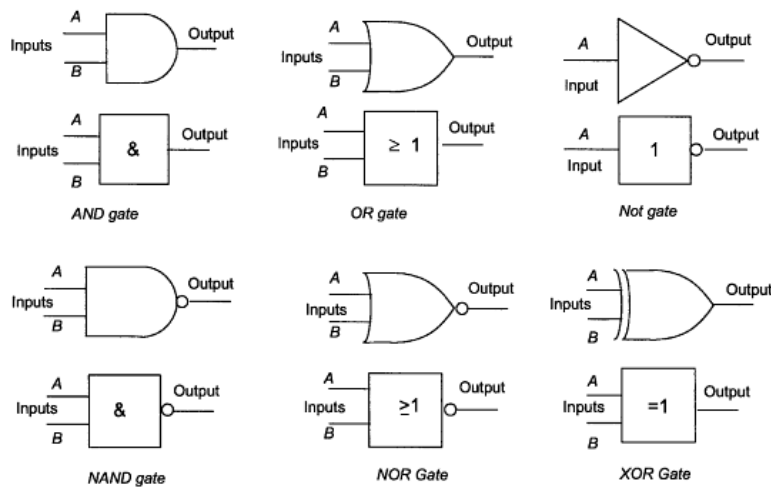 A
Inputs
B
Output
A
Inputs
B
Output
A
Input
Output
A
Inputs
B
&
Output
AND gate
A
Inputs
B
≥ 1
Output
OR gate
A
Input
1
Output
Not gate
A
Inputs
B
Output
A
Inputs
B
Output
A
Inputs
B
Output
A
Inputs
B
&
Output
NAND gate
A
Inputs
B
≥1
Output
NOR Gate
A
Inputs
B
=1
Output
XOR Gate